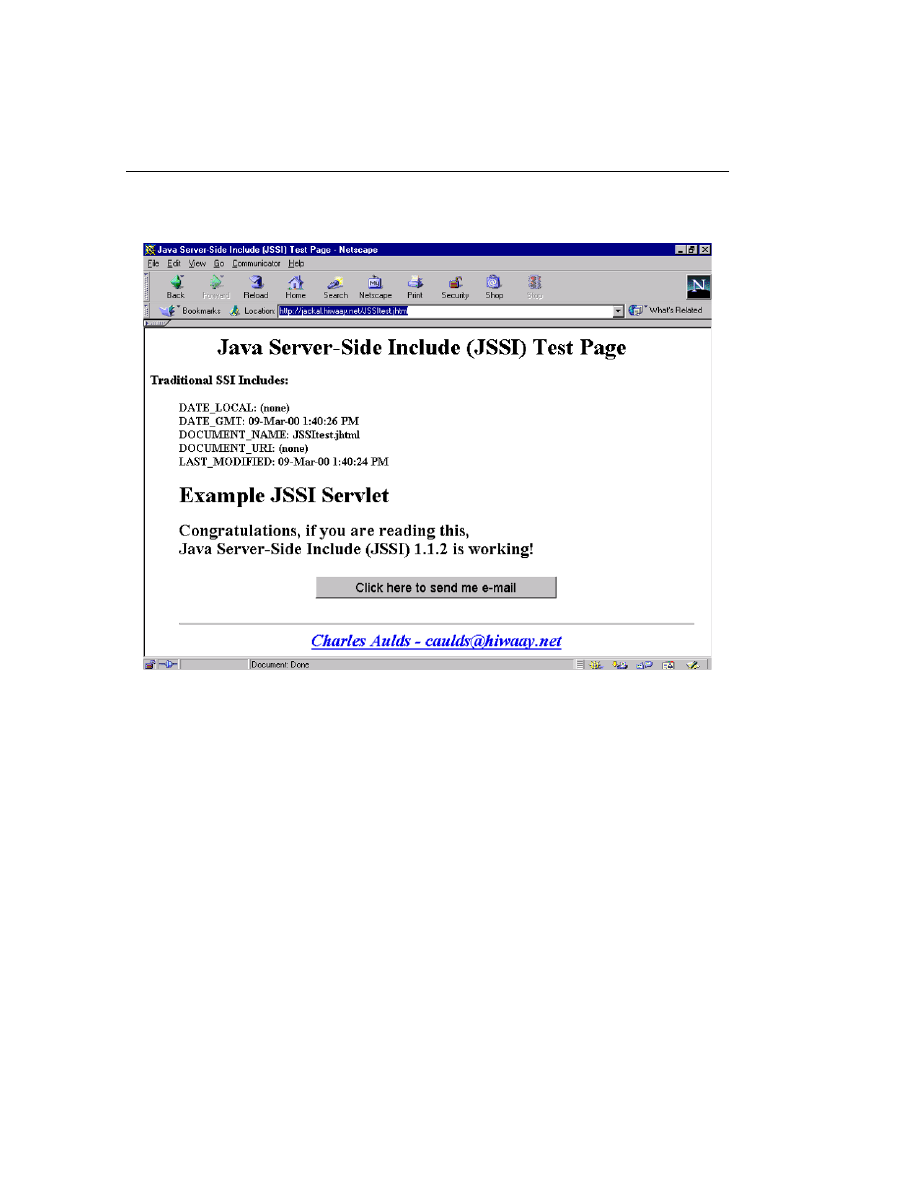 Java Server-Side Include (JSSI) Test Page - Netscape
File Edit View Go Communicator Help
Back Forward Reload Home Search Netscape Print Security Shop Stop
Bookmarks Location: http://jackal.hiwaay.net/JSSItest.jhtml What's Related
Java Server-Side Include (JSSI) Test Page
Traditional SSI Includes:
DATE_LOCAL: (none)
DATE_GMT: 09-Mar-00 1:40:26 PM
DOCUMENT_NAME: JSSItest.jhtml
DOCUMENT_URI: (none)
LAST_MODIFIED: 09-Mar-00 1:40:24 PM
Example JSSI Servlet
Congratulations, if you are reading this,
Java Server-Side Include (JSSI) 1.1.2 is working!
Click here to send me e-mail
Charles Aulds - caulds@hiwaay.net
Document: Done